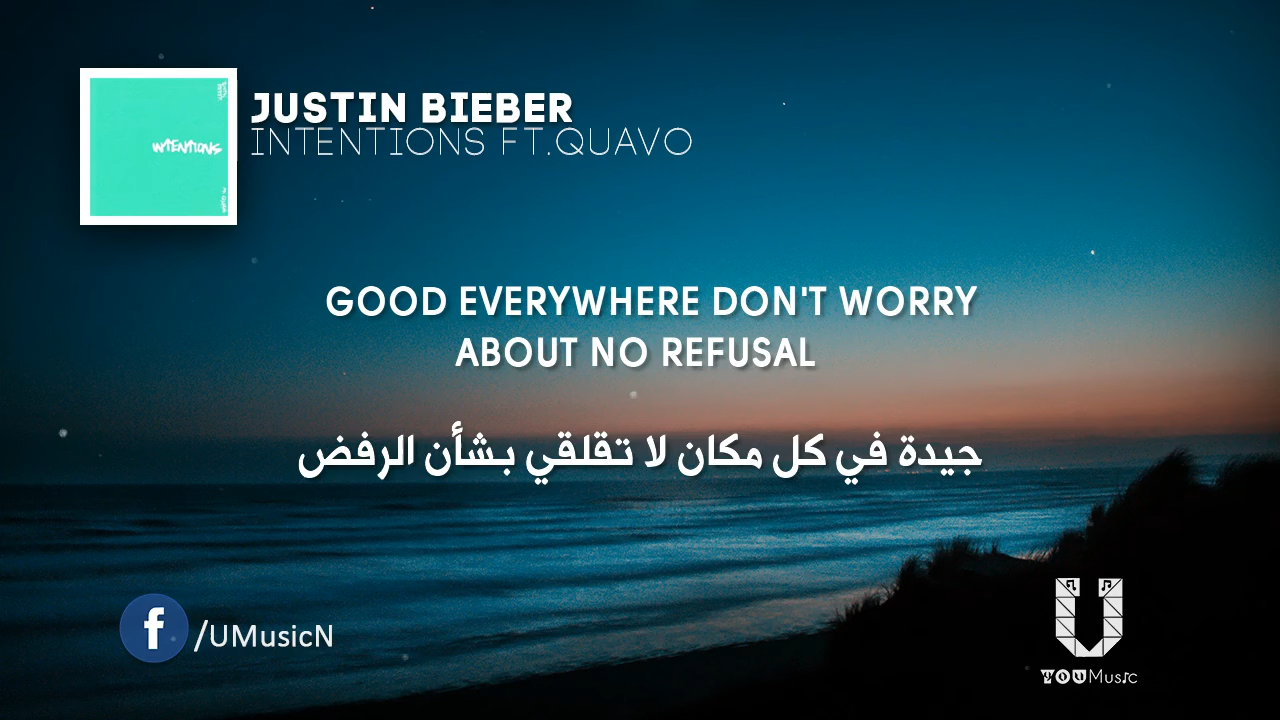 JUSTIN BIEBER
INTENTIONS FT.QUAVO
INTENTIONS
GOOD EVERYWHERE DON'T WORRY
ABOUT NO REFUSAL
جيدة في كل مكان لا تقلقي بشأن الرفض
f /UMusicN
U
YOUMusic